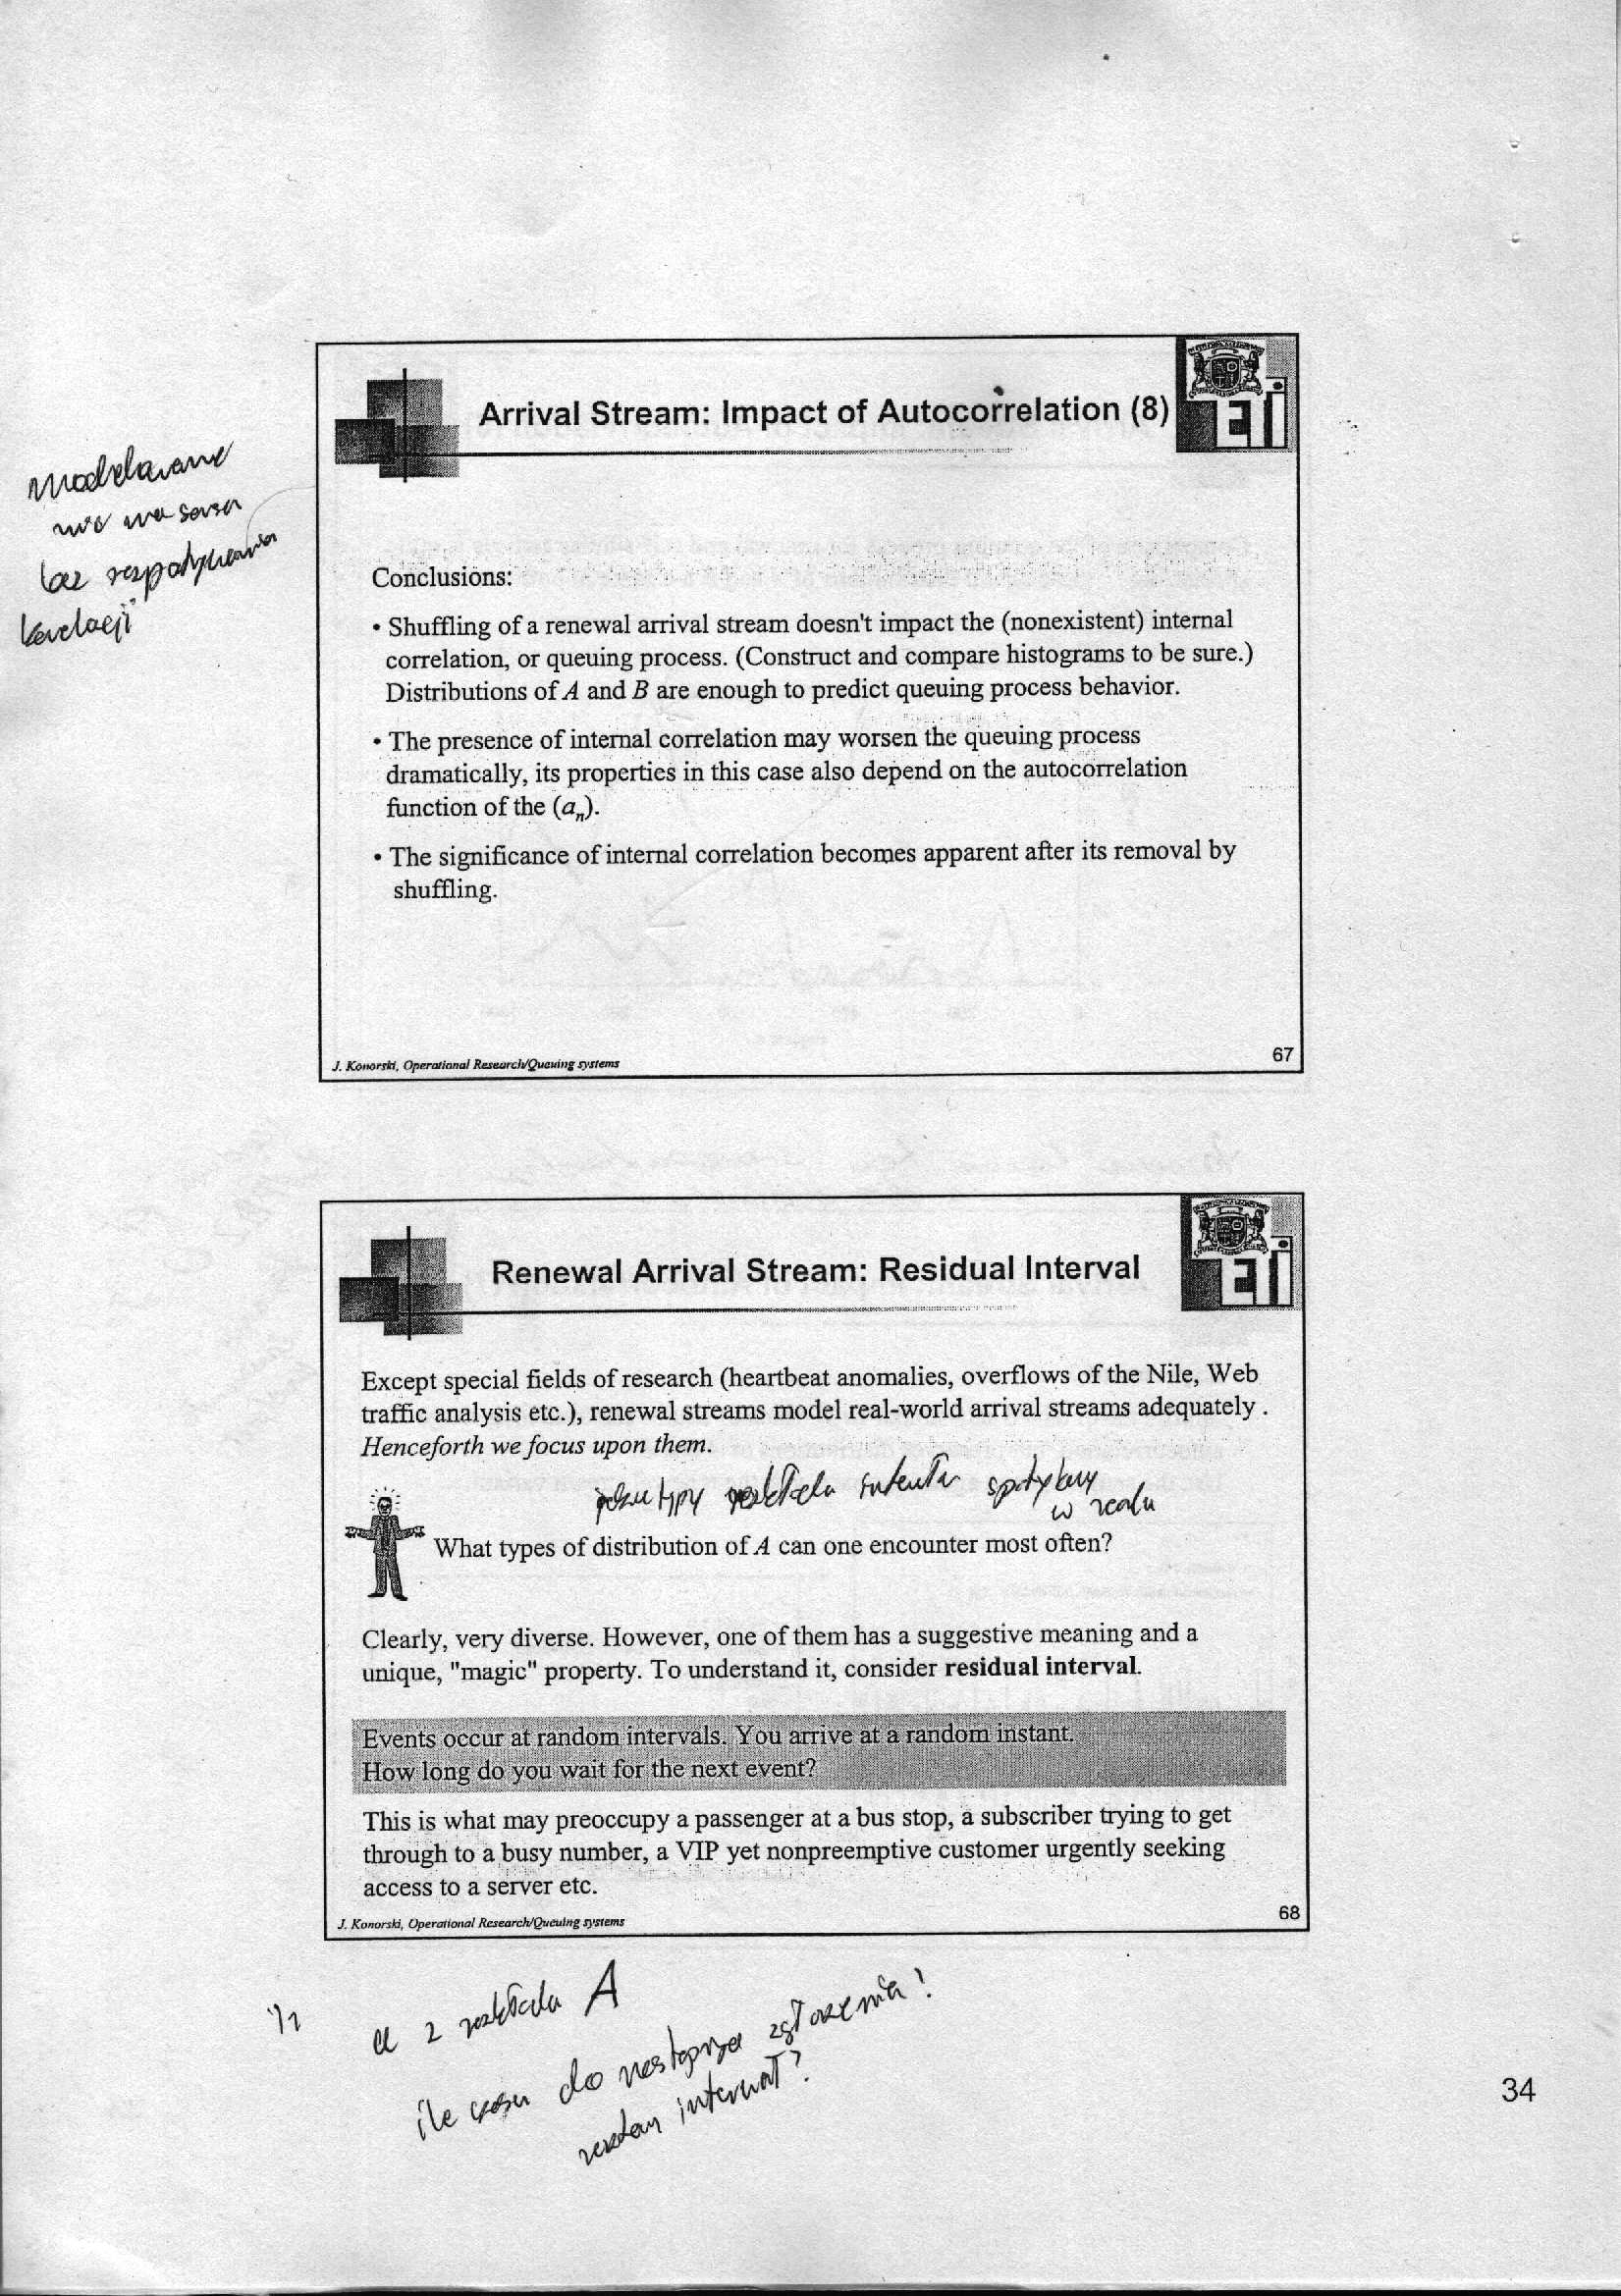 Arrival Stream: Impact of Autocorrelation (8)
ETI
Modelowanie
nie ma sensu
bez rozpatrywania
korelacji
Conclusions:
• Shuffling of a renewal arrival stream doesn't impact the (nonexistent) internal
correlation, or queuing process. (Construct and compare histograms to be sure.)
Distributions of A and B are enough to predict queuing process behavior.
• The presence of internal correlation may worsen the queuing process
dramatically, its properties in this case also depend on the autocorrelation
function of the (aₙ).
• The significance of internal correlation becomes apparent after its removal by
shuffling.
J. Konorski, Operational Research/Queuing systems
67
Renewal Arrival Stream: Residual Interval
ETI
Except special fields of research (heartbeat anomalies, overflows of the Nile, Web
traffic analysis etc.), renewal streams model real-world arrival streams adequately .
Henceforth we focus upon them.
typy rozkładu spotykamy
w realu
What types of distribution of A can one encounter most often?
Clearly, very diverse. However, one of them has a suggestive meaning and a
unique, "magic" property. To understand it, consider residual interval.
Events occur at random intervals. You arrive at a random instant.
How long do you wait for the next event?
This is what may preoccupy a passenger at a bus stop, a subscriber trying to get
through to a busy number, a VIP yet nonpreemptive customer urgently seeking
access to a server etc.
J. Konorski, Operational Research/Queuing systems
68
z rozkładu A
ile czasu do następnego zgłoszenia!
interwał?
34